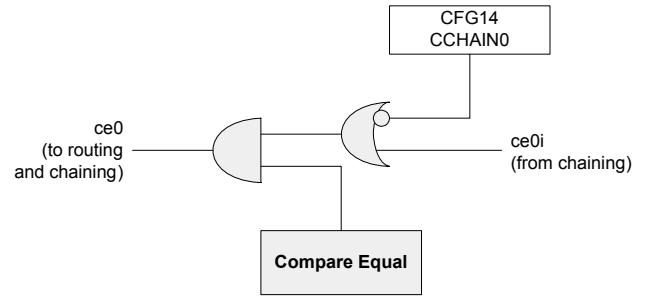 CFG14
CCHAIN0
ce0
(to routing
and chaining)
ce0i
(from chaining)
Compare Equal